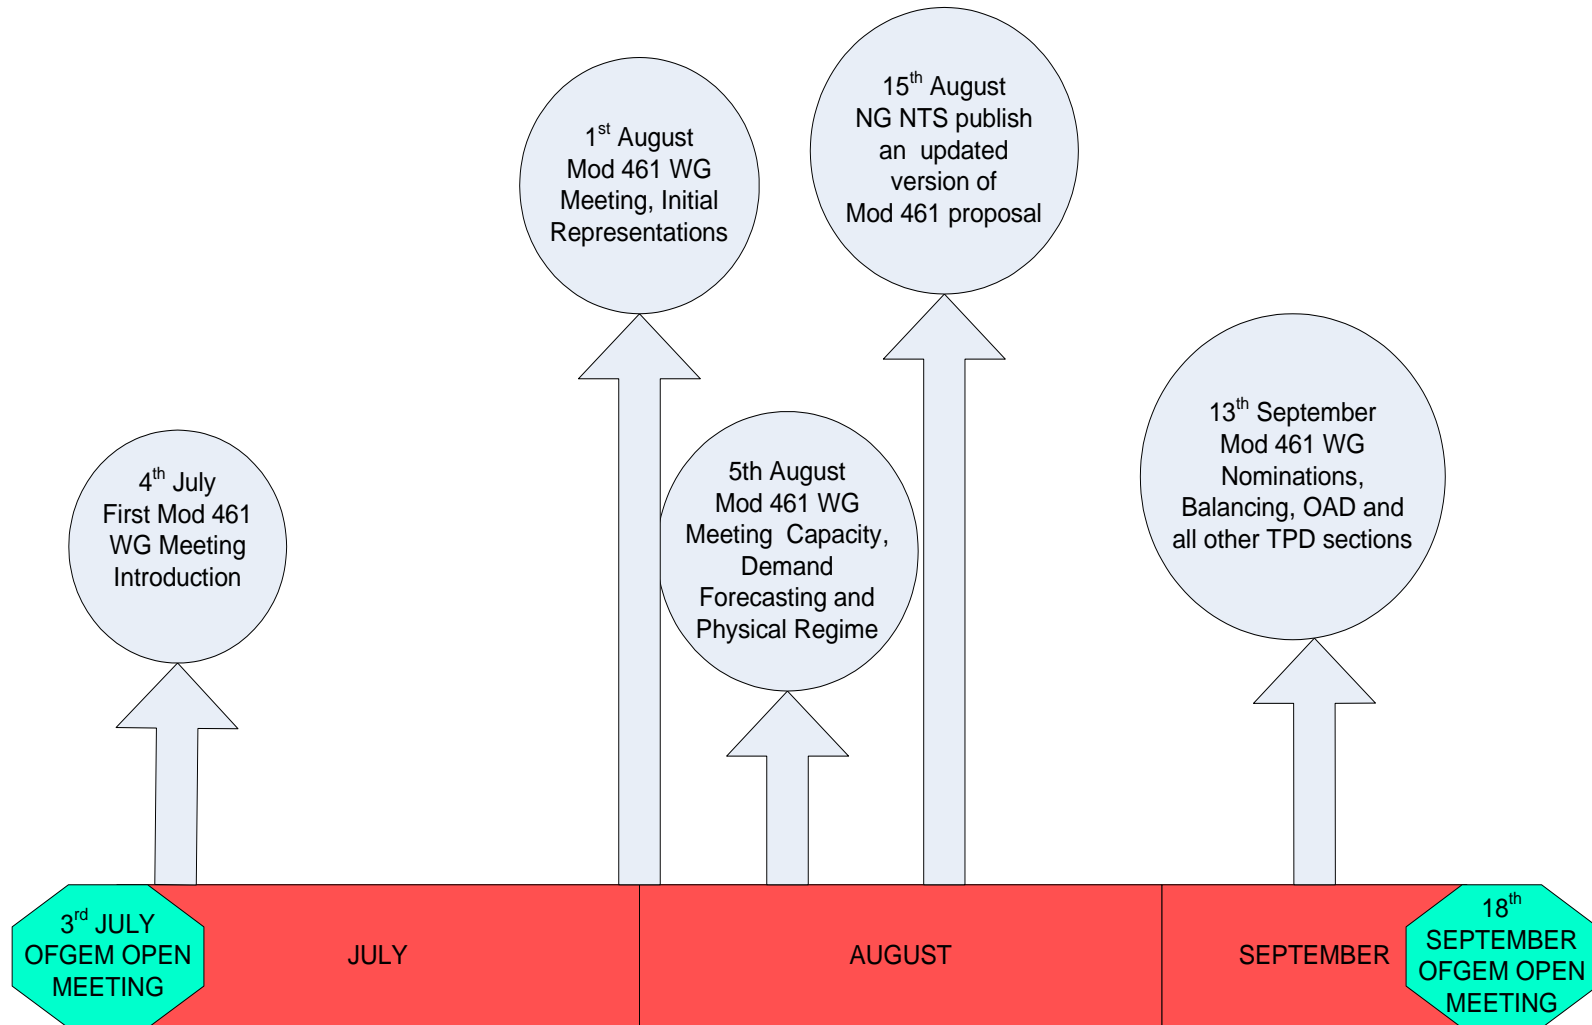 15th August
NG NTS publish
an updated
version of
Mod 461 proposal
1st August
Mod 461 WG
Meeting, Initial
Representations
13th September
Mod 461 WG
Nominations,
Balancing, OAD and
all other TPD sections
5th August
Mod 461 WG
Meeting Capacity,
Demand
Forecasting and
Physical Regime
4th July
First Mod 461
WG Meeting
Introduction
3rd JULY
OFGEM OPEN
MEETING
JULY
AUGUST
SEPTEMBER
18th
SEPTEMBER
OFGEM OPEN
MEETING